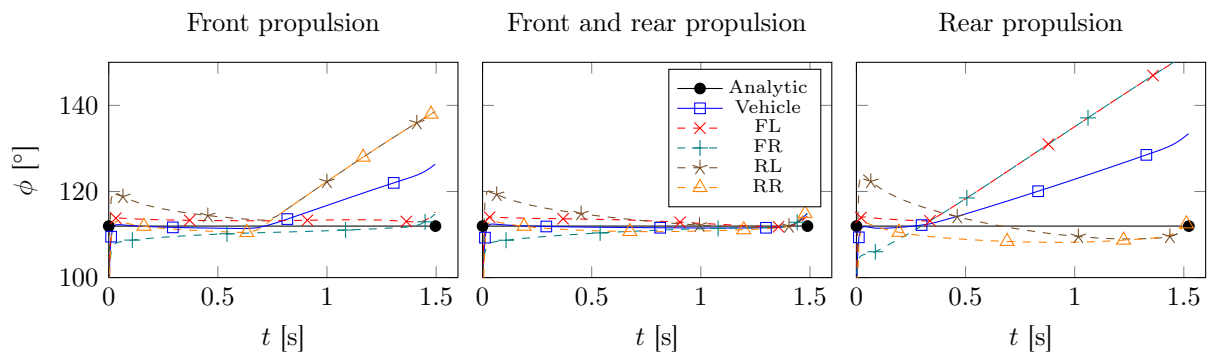 Front propulsion
Front and rear propulsion
Rear propulsion
140
120
100
ϕ [°]
0 0.5 1 1.5
t [s]
Analytic
Vehicle
FL
FR
RL
RR
0 0.5 1 1.5
t [s]
0 0.5 1 1.5
t [s]